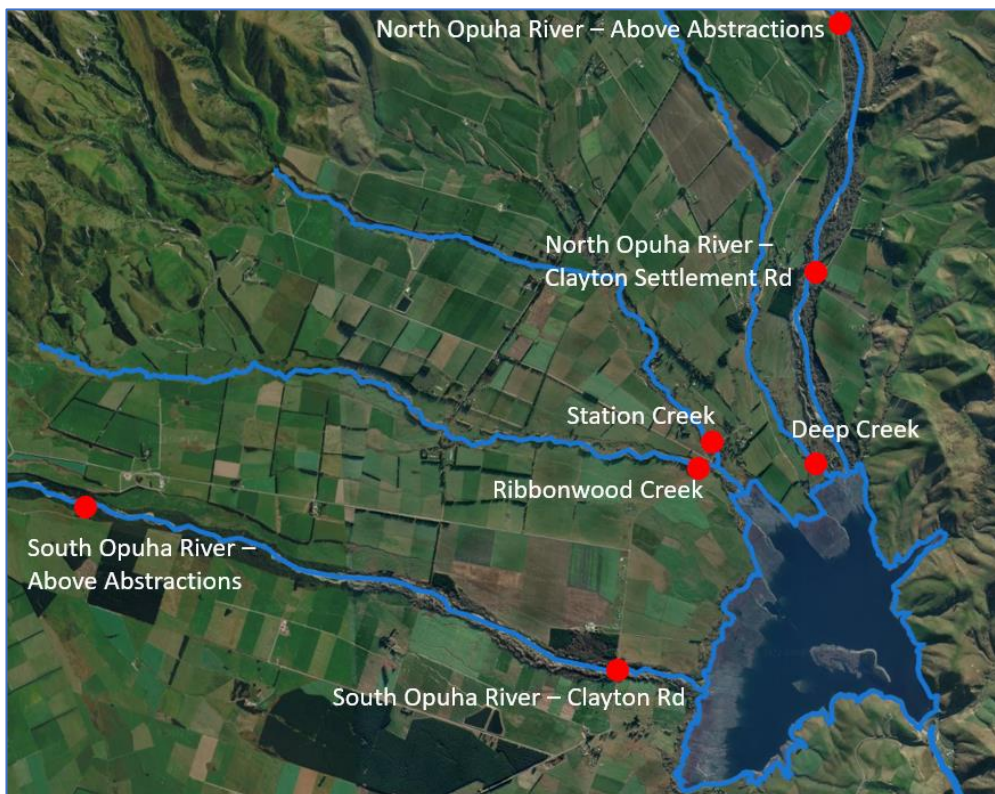 North Opuha River – Above Abstractions
North Opuha River –
Clayton Settlement Rd
Station Creek
Deep Creek
Ribbonwood Creek
South Opuha River –
Above Abstractions
South Opuha River – Clayton Rd